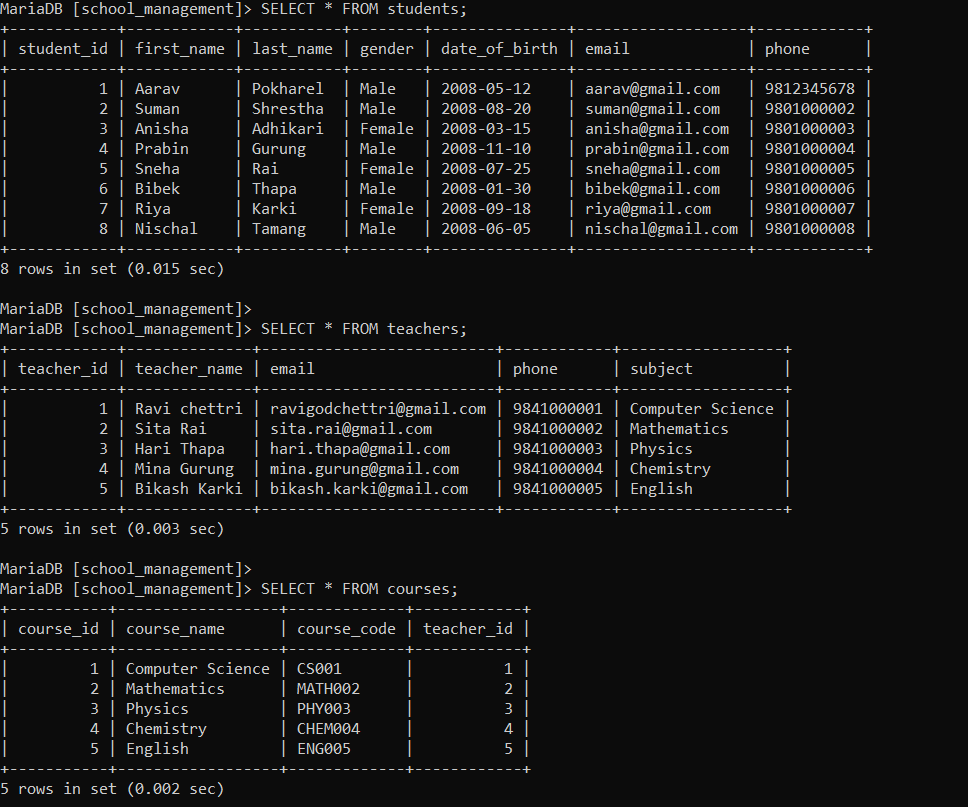 MariaDB [school_management]> SELECT * FROM students;
+------------+------------+-----------+--------+---------------+-------------------+------------+
| student_id | first_name | last_name | gender | date_of_birth | email             | phone      |
+------------+------------+-----------+--------+---------------+-------------------+------------+
|          1 | Aarav      | Pokharel  | Male   | 2008-05-12    | aarav@gmail.com   | 9812345678 |
|          2 | Suman      | Shrestha  | Male   | 2008-08-20    | suman@gmail.com   | 9801000002 |
|          3 | Anisha     | Adhikari  | Female | 2008-03-15    | anisha@gmail.com  | 9801000003 |
|          4 | Prabin     | Gurung    | Male   | 2008-11-10    | prabin@gmail.com  | 9801000004 |
|          5 | Sneha      | Rai       | Female | 2008-07-25    | sneha@gmail.com   | 9801000005 |
|          6 | Bibek      | Thapa     | Male   | 2008-01-30    | bibek@gmail.com   | 9801000006 |
|          7 | Riya       | Karki     | Female | 2008-09-18    | riya@gmail.com    | 9801000007 |
|          8 | Nischal    | Tamang    | Male   | 2008-06-05    | nischal@gmail.com | 9801000008 |
+------------+------------+-----------+--------+---------------+-------------------+------------+
8 rows in set (0.015 sec)

MariaDB [school_management]>
MariaDB [school_management]> SELECT * FROM teachers;
+------------+--------------+--------------------------+------------+------------------+
| teacher_id | teacher_name | email                    | phone      | subject          |
+------------+--------------+--------------------------+------------+------------------+
|          1 | Ravi chettri | ravigodchettri@gmail.com | 9841000001 | Computer Science |
|          2 | Sita Rai     | sita.rai@gmail.com       | 9841000002 | Mathematics      |
|          3 | Hari Thapa   | hari.thapa@gmail.com     | 9841000003 | Physics          |
|          4 | Mina Gurung  | mina.gurung@gmail.com    | 9841000004 | Chemistry        |
|          5 | Bikash Karki | bikash.karki@gmail.com   | 9841000005 | English          |
+------------+--------------+--------------------------+------------+------------------+
5 rows in set (0.003 sec)

MariaDB [school_management]>
MariaDB [school_management]> SELECT * FROM courses;
+-----------+------------------+-------------+------------+
| course_id | course_name      | course_code | teacher_id |
+-----------+------------------+-------------+------------+
|         1 | Computer Science | CS001       |          1 |
|         2 | Mathematics      | MATH002     |          2 |
|         3 | Physics          | PHY003      |          3 |
|         4 | Chemistry        | CHEM004     |          4 |
|         5 | English          | ENG005      |          5 |
+-----------+------------------+-------------+------------+
5 rows in set (0.002 sec)